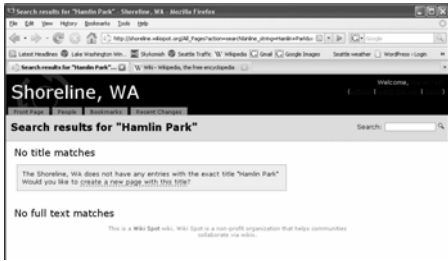 Search results for "Hamlin Park" - Shoreline, WA - Mozilla Firefox
File Edit View History Bookmarks Tools Help
Latest Headlines Lake Washington Win... Skykomish Seattle Traffic Wikipedia Gmail Google Images Seattle weather WordPress › Login
Search results for "Hamlin Park"... Wiki - Wikipedia, the free encyclopedia
Welcome,
Shoreline, WA
Front Page People Bookmarks Recent Changes
Search results for "Hamlin Park" Search:
No title matches
The Shoreline, WA does not have any entries with the exact title "Hamlin Park"
Would you like to create a new page with this title?
No full text matches
This is a Wiki Spot wiki. Wiki Spot is a non-profit organization that helps communities
collaborate via wikis.